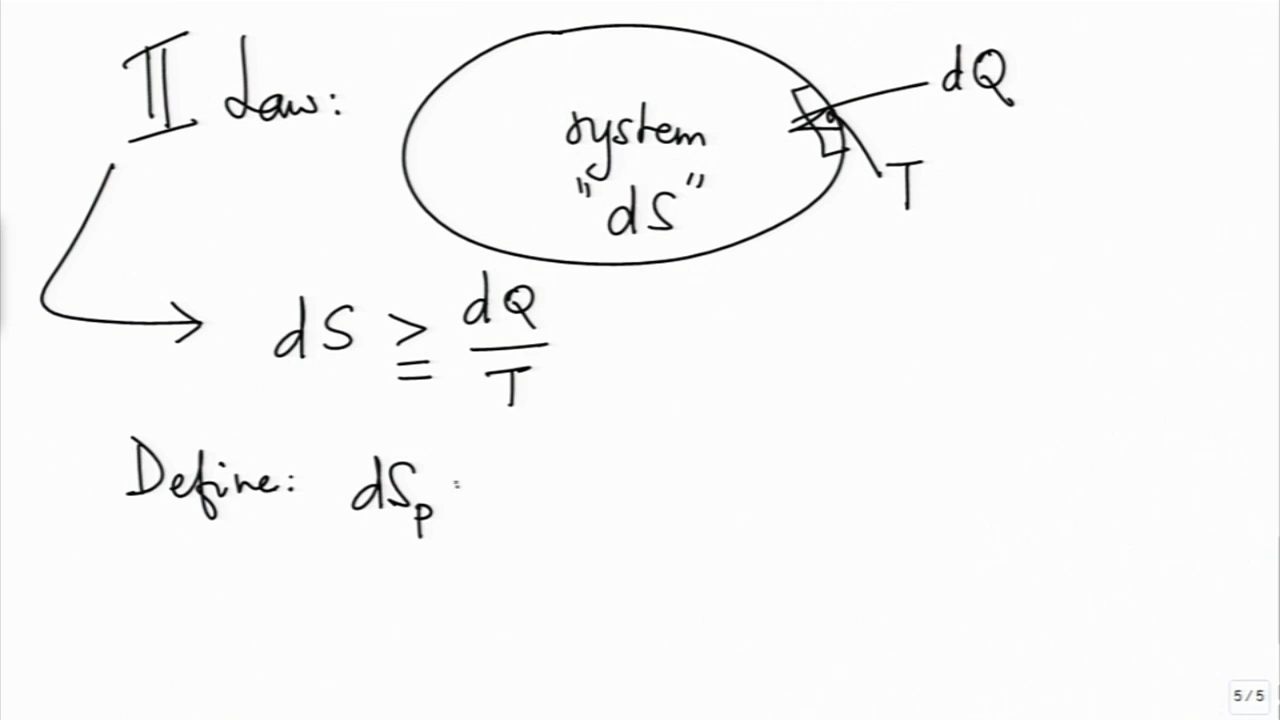 II Law:
dQ
system
"dS"
T
dS ≧ dQ/T
Define: dSₚ =
5/5